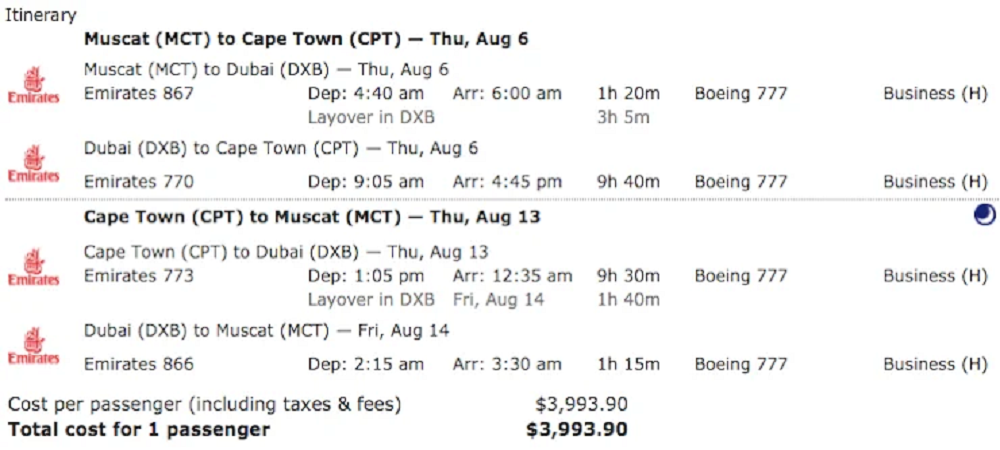 Itinerary
Muscat (MCT) to Cape Town (CPT) — Thu, Aug 6
Muscat (MCT) to Dubai (DXB) — Thu, Aug 6
Emirates
Emirates 867 Dep: 4:40 am Arr: 6:00 am 1h 20m Boeing 777 Business (H)
Layover in DXB 3h 5m
Dubai (DXB) to Cape Town (CPT) — Thu, Aug 6
Emirates
Emirates 770 Dep: 9:05 am Arr: 4:45 pm 9h 40m Boeing 777 Business (H)
Cape Town (CPT) to Muscat (MCT) — Thu, Aug 13
Cape Town (CPT) to Dubai (DXB) — Thu, Aug 13
Emirates
Emirates 773 Dep: 1:05 pm Arr: 12:35 am 9h 30m Boeing 777 Business (H)
Layover in DXB Fri, Aug 14 1h 40m
Dubai (DXB) to Muscat (MCT) — Fri, Aug 14
Emirates
Emirates 866 Dep: 2:15 am Arr: 3:30 am 1h 15m Boeing 777 Business (H)
Cost per passenger (including taxes & fees) $3,993.90
Total cost for 1 passenger $3,993.90